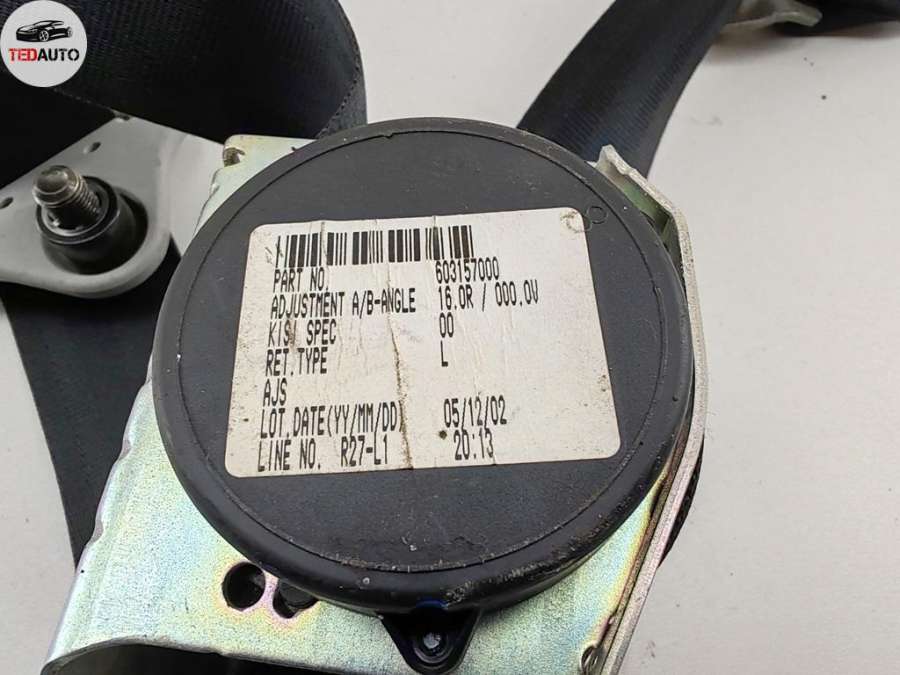 TEDAUTO
PART NO. 603157000
ADJUSTMENT A/B-ANGLE 16.0R / 000.0V
KISI SPEC 00
RET.TYPE L
AJS
LOT.DATE(YY/MM/DD) 05/12/02
LINE NO. R27-L1 20:13